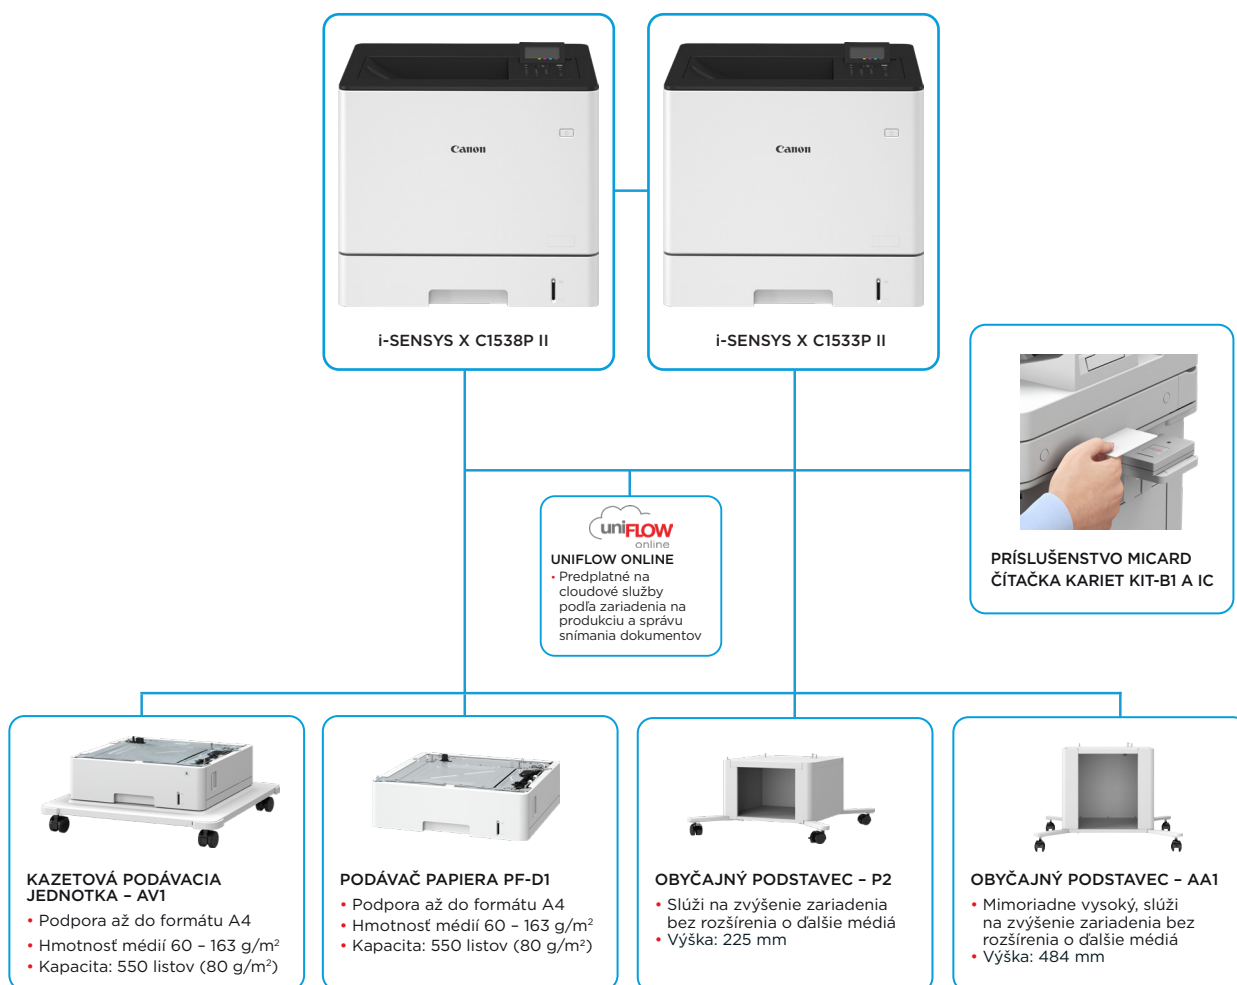 Canon
Canon
i-SENSYS X C1538P II
i-SENSYS X C1533P II
PRÍSLUŠENSTVO MICARD
ČÍTAČKA KARIET KIT-B1 A IC
uniFLOW
online
UNIFLOW ONLINE
• Predplatné na
cloudové služby
podľa zariadenia na
produkciu a správu
snímania dokumentov
KAZETOVÁ PODÁVACIA
JEDNOTKA – AV1
• Podpora až do formátu A4
• Hmotnosť médií 60 – 163 g/m²
• Kapacita: 550 listov (80 g/m²)
PODÁVAČ PAPIERA PF-D1
• Podpora až do formátu A4
• Hmotnosť médií 60 – 163 g/m²
• Kapacita: 550 listov (80 g/m²)
OBYČAJNÝ PODSTAVEC – P2
• Slúži na zvýšenie zariadenia
bez rozšírenia o ďalšie médiá
• Výška: 225 mm
OBYČAJNÝ PODSTAVEC – AA1
• Mimoriadne vysoký, slúži
na zvýšenie zariadenia bez
rozšírenia o ďalšie médiá
• Výška: 484 mm